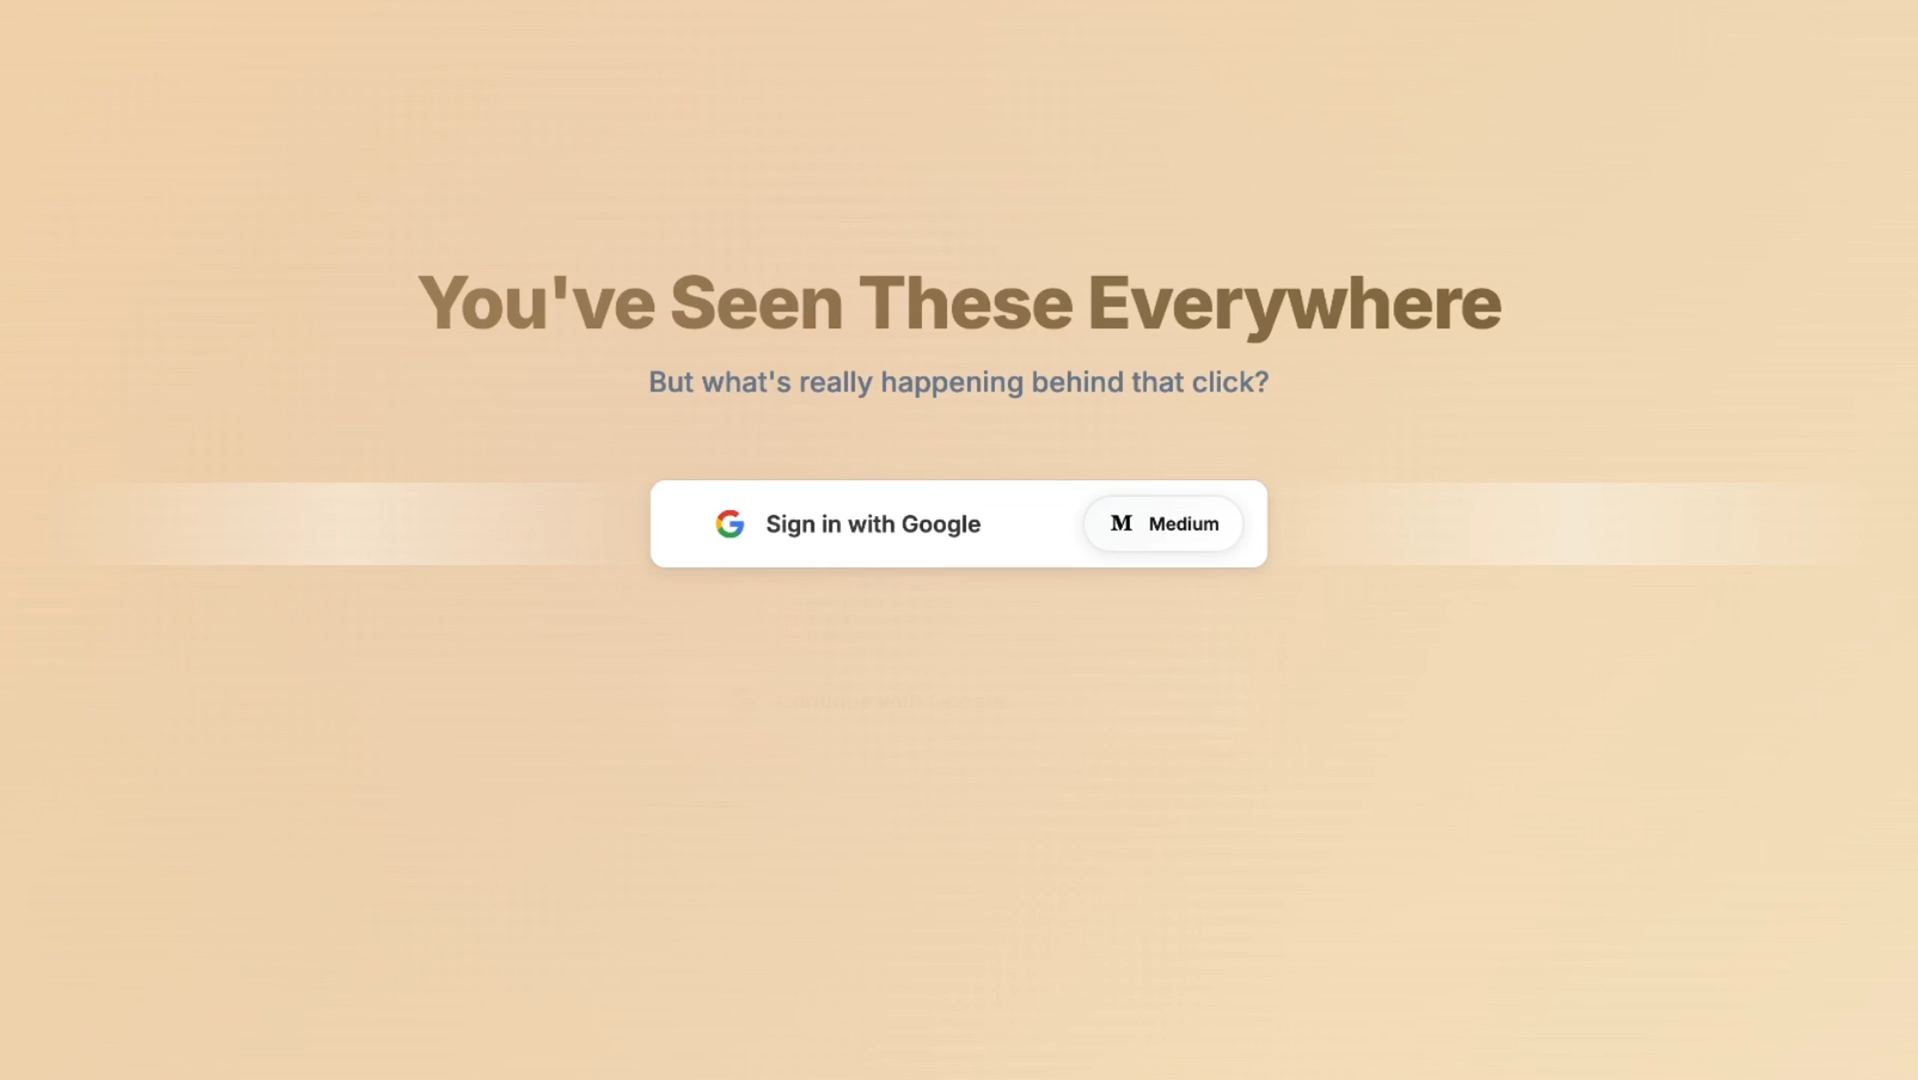 You've Seen These Everywhere
But what's really happening behind that click?
Sign in with Google
M Medium